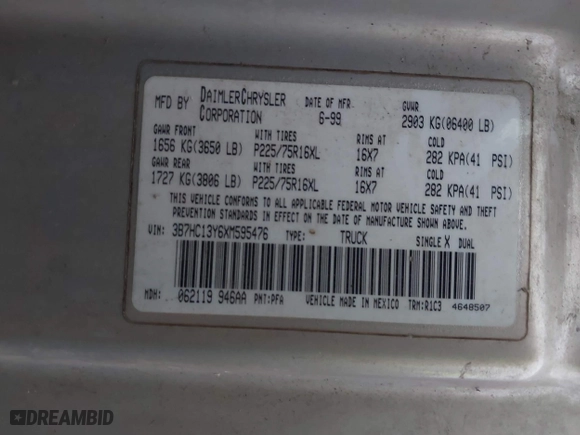 MFD BY DAIMLERCHRYSLER CORPORATION DATE OF MFR 6-99 GVWR 2903 KG(06400 LB)
GAWR FRONT WITH TIRES RIMS AT COLD
1656 KG(3650 LB) P225/75R16XL 16X7 282 KPA(41 PSI)
GAWR REAR WITH TIRES RIMS AT COLD
1727 KG(3806 LB) P225/75R16XL 16X7 282 KPA(41 PSI)
THIS VEHICLE CONFORMS TO ALL APPLICABLE FEDERAL MOTOR VEHICLE SAFETY AND THEFT
PREVENTION STANDARDS IN EFFECT ON THE DATE OF MANUFACTURE SHOWN ABOVE.
VIN: 3B7HC13Y6XM595476 TYPE: TRUCK SINGLE X DUAL
MDH: 062119 946AA PNT:PFA VEHICLE MADE IN MEXICO TRM:R1C3 4648507
DREAMBID